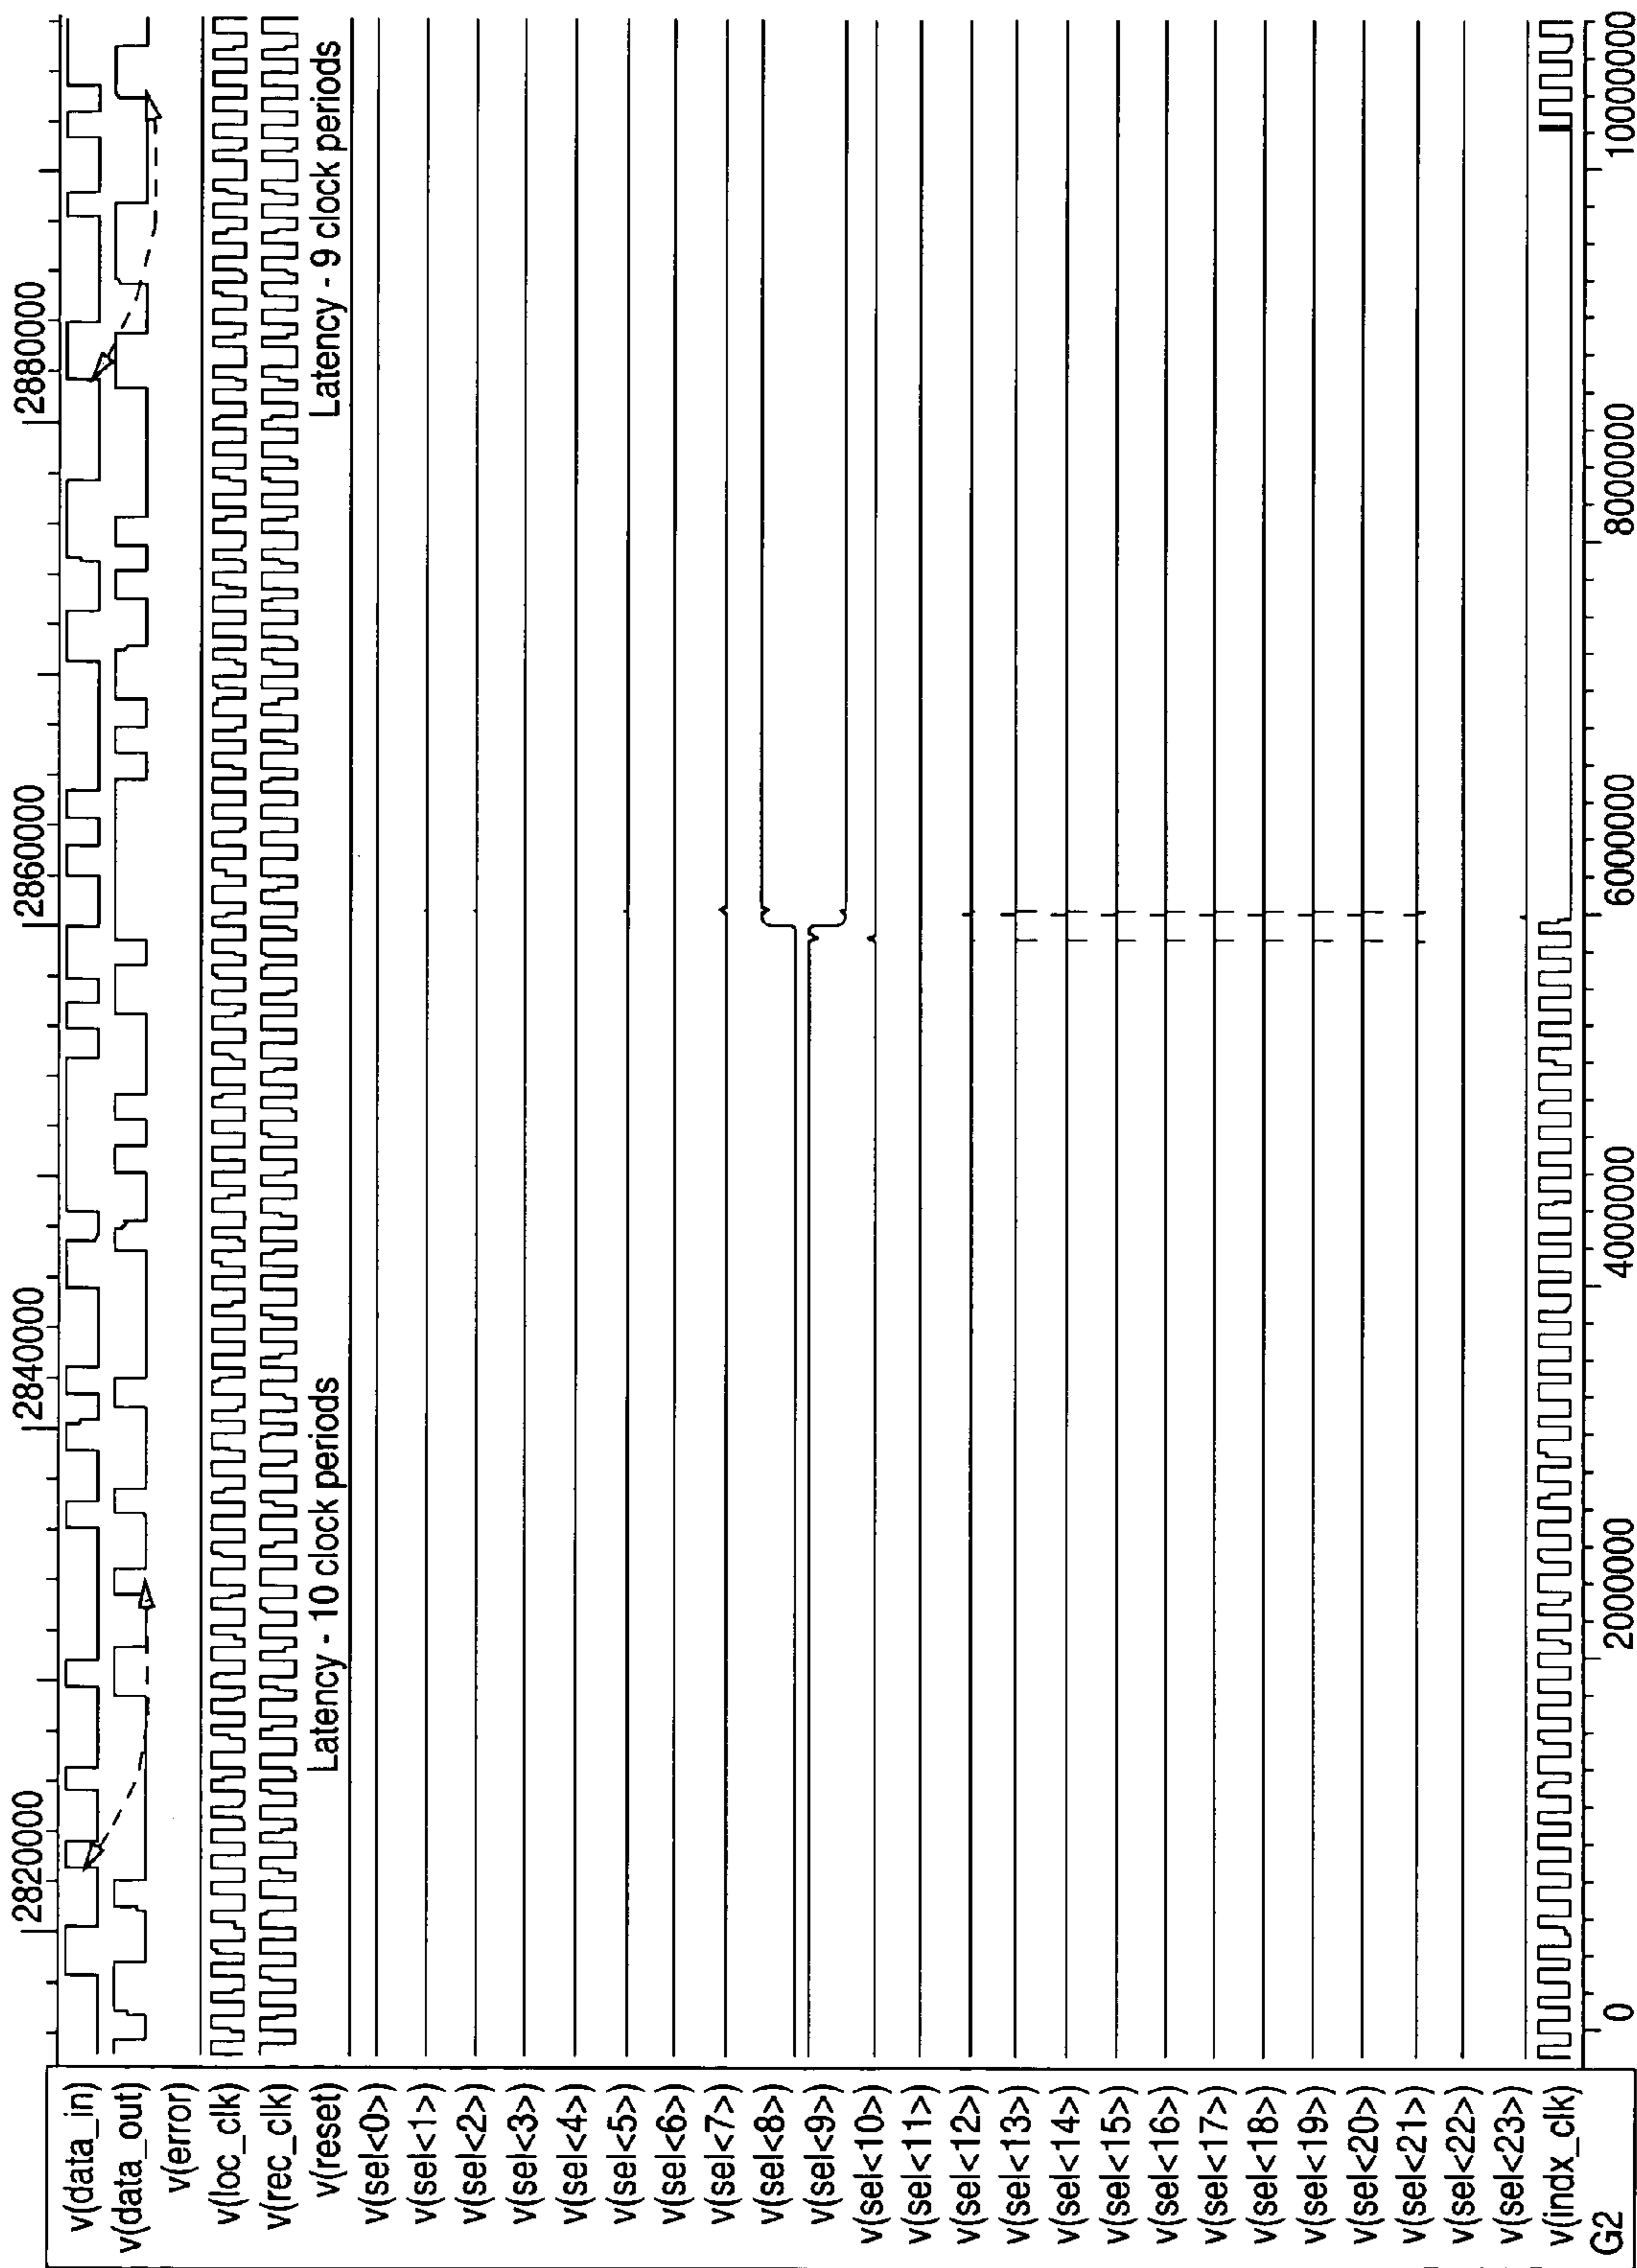 2820000
2840000
2860000
2880000
v(data_in)
v(data_out)
v(error)
v(loc_clk)
v(rec_clk)
v(reset)
Latency - 10 clock periods
Latency - 9 clock periods
v(sel<0>)
v(sel<1>)
v(sel<2>)
v(sel<3>)
v(sel<4>)
v(sel<5>)
v(sel<6>)
v(sel<7>)
v(sel<8>)
v(sel<9>)
v(sel<10>)
v(sel<11>)
v(sel<12>)
v(sel<13>)
v(sel<14>)
v(sel<15>)
v(sel<16>)
v(sel<17>)
v(sel<18>)
v(sel<19>)
v(sel<20>)
v(sel<21>)
v(sel<22>)
v(sel<23>)
v(indx_clk)
G2
0
2000000
4000000
6000000
8000000
10000000